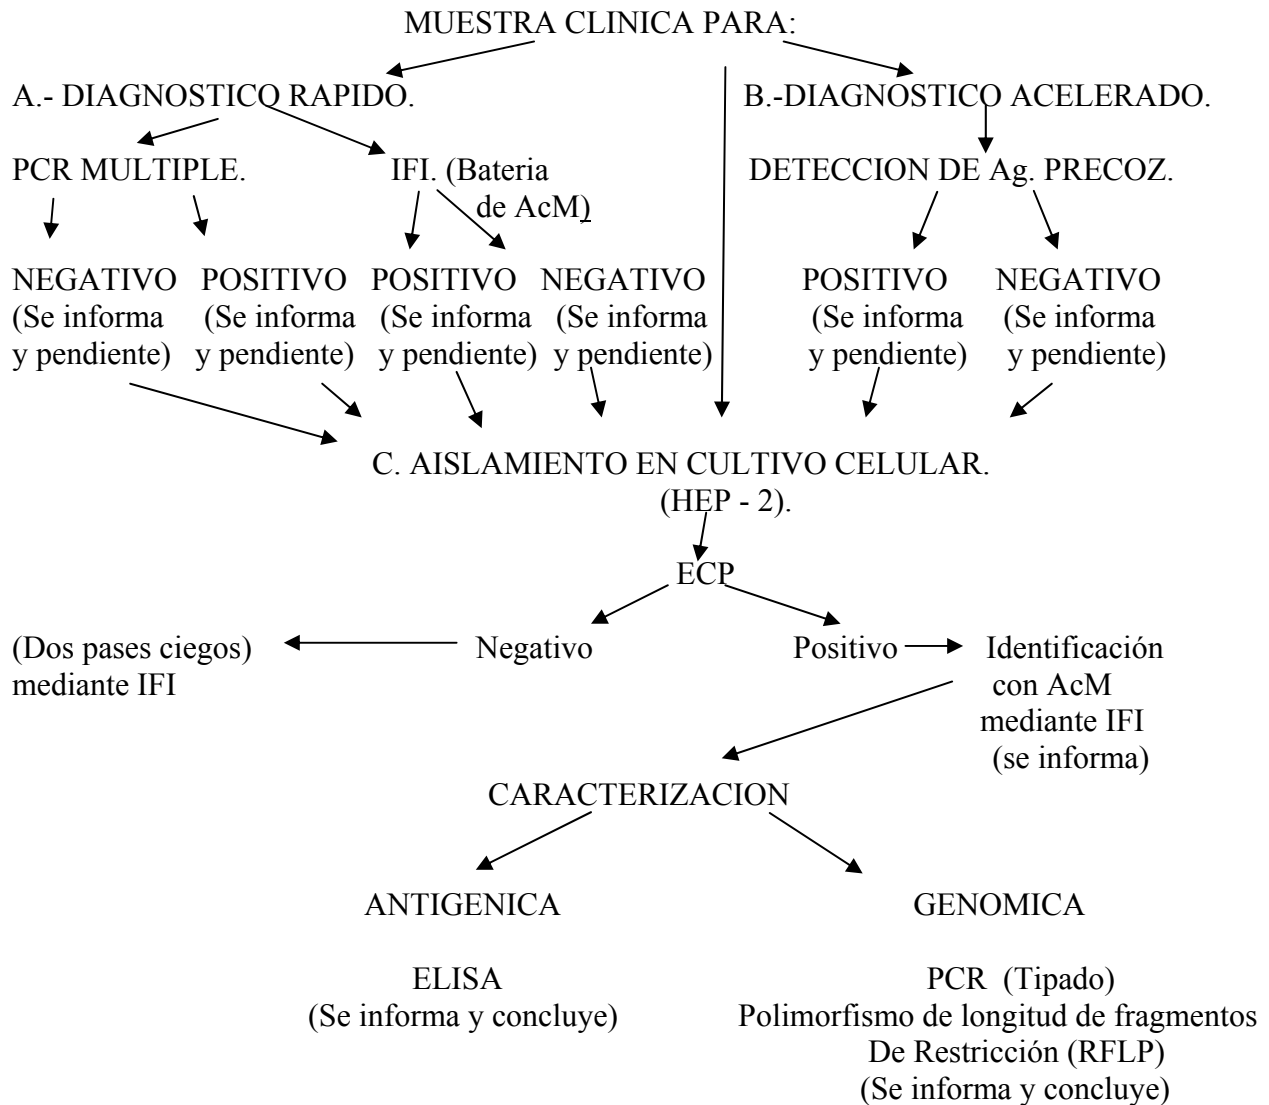 MUESTRA CLINICA PARA:
A.- DIAGNOSTICO RAPIDO.
B.-DIAGNOSTICO ACELERADO.
PCR MULTIPLE.
IFI. (Bateria
de AcM)
DETECCION DE Ag. PRECOZ.
NEGATIVO
(Se informa
y pendiente)
POSITIVO
(Se informa
y pendiente)
POSITIVO
(Se informa
y pendiente)
NEGATIVO
(Se informa
y pendiente)
POSITIVO
(Se informa
y pendiente)
NEGATIVO
(Se informa
y pendiente)
C. AISLAMIENTO EN CULTIVO CELULAR.
(HEP - 2).
ECP
(Dos pases ciegos)
mediante IFI
Negativo
Positivo
Identificación
con AcM
mediante IFI
(se informa)
CARACTERIZACION
ANTIGENICA
ELISA
(Se informa y concluye)
GENOMICA
PCR (Tipado)
Polimorfismo de longitud de fragmentos
De Restricción (RFLP)
(Se informa y concluye)